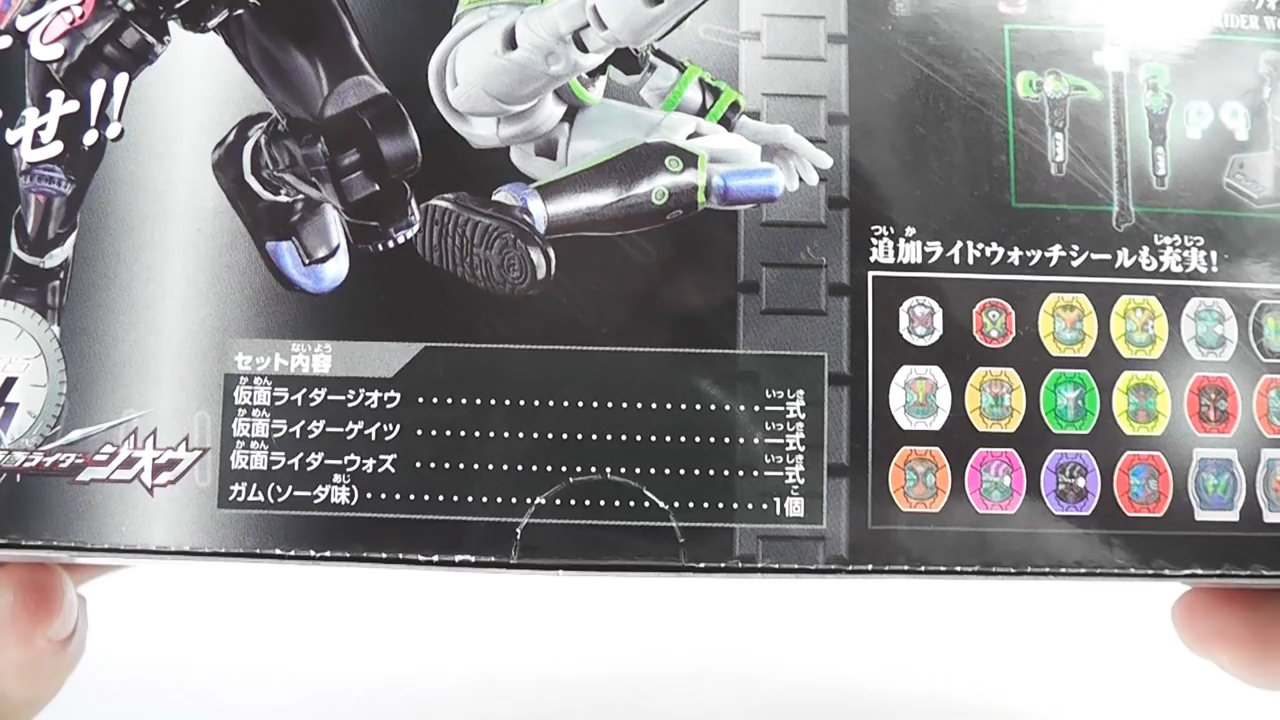 で
せ!!
RIDER W
ついか じゅうじつ
追加ライドウォッチシールも充実!
ないよう
セット内容
かめん いっしき
仮面ライダージオウ 一式
かめん いっしき
仮面ライダーゲイツ 一式
かめん いっしき
仮面ライダーウォズ 一式
あじ こ
ガム(ソーダ味) 1個
仮面ライダー ジオウ